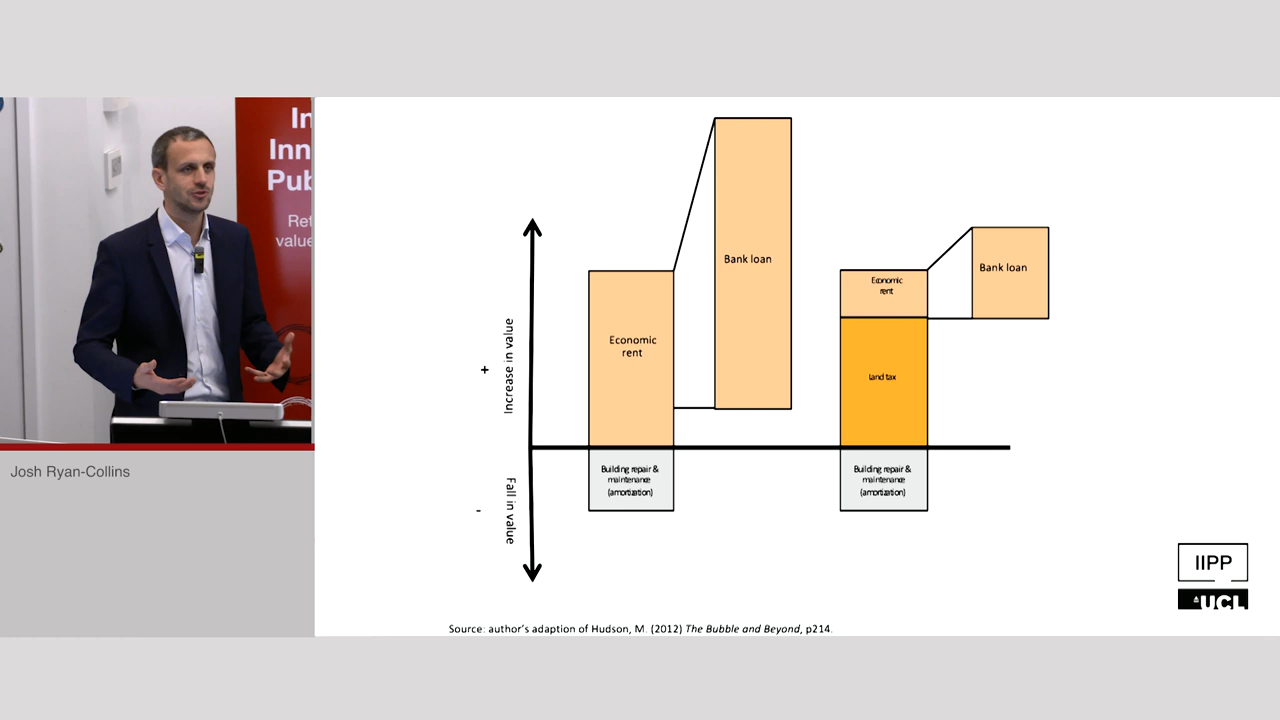 In
Inn
Pub
Ret
value
Josh Ryan-Collins
Bank loan
Economic
rent
Building repair &
maintenance
(amortization)
Economic
rent
Bank loan
land tax
Building repair &
maintenance
(amortization)
+
Increase in value
-
Fall in value
IIPP
UCL
Source: author's adaption of Hudson, M. (2012) The Bubble and Beyond, p214.